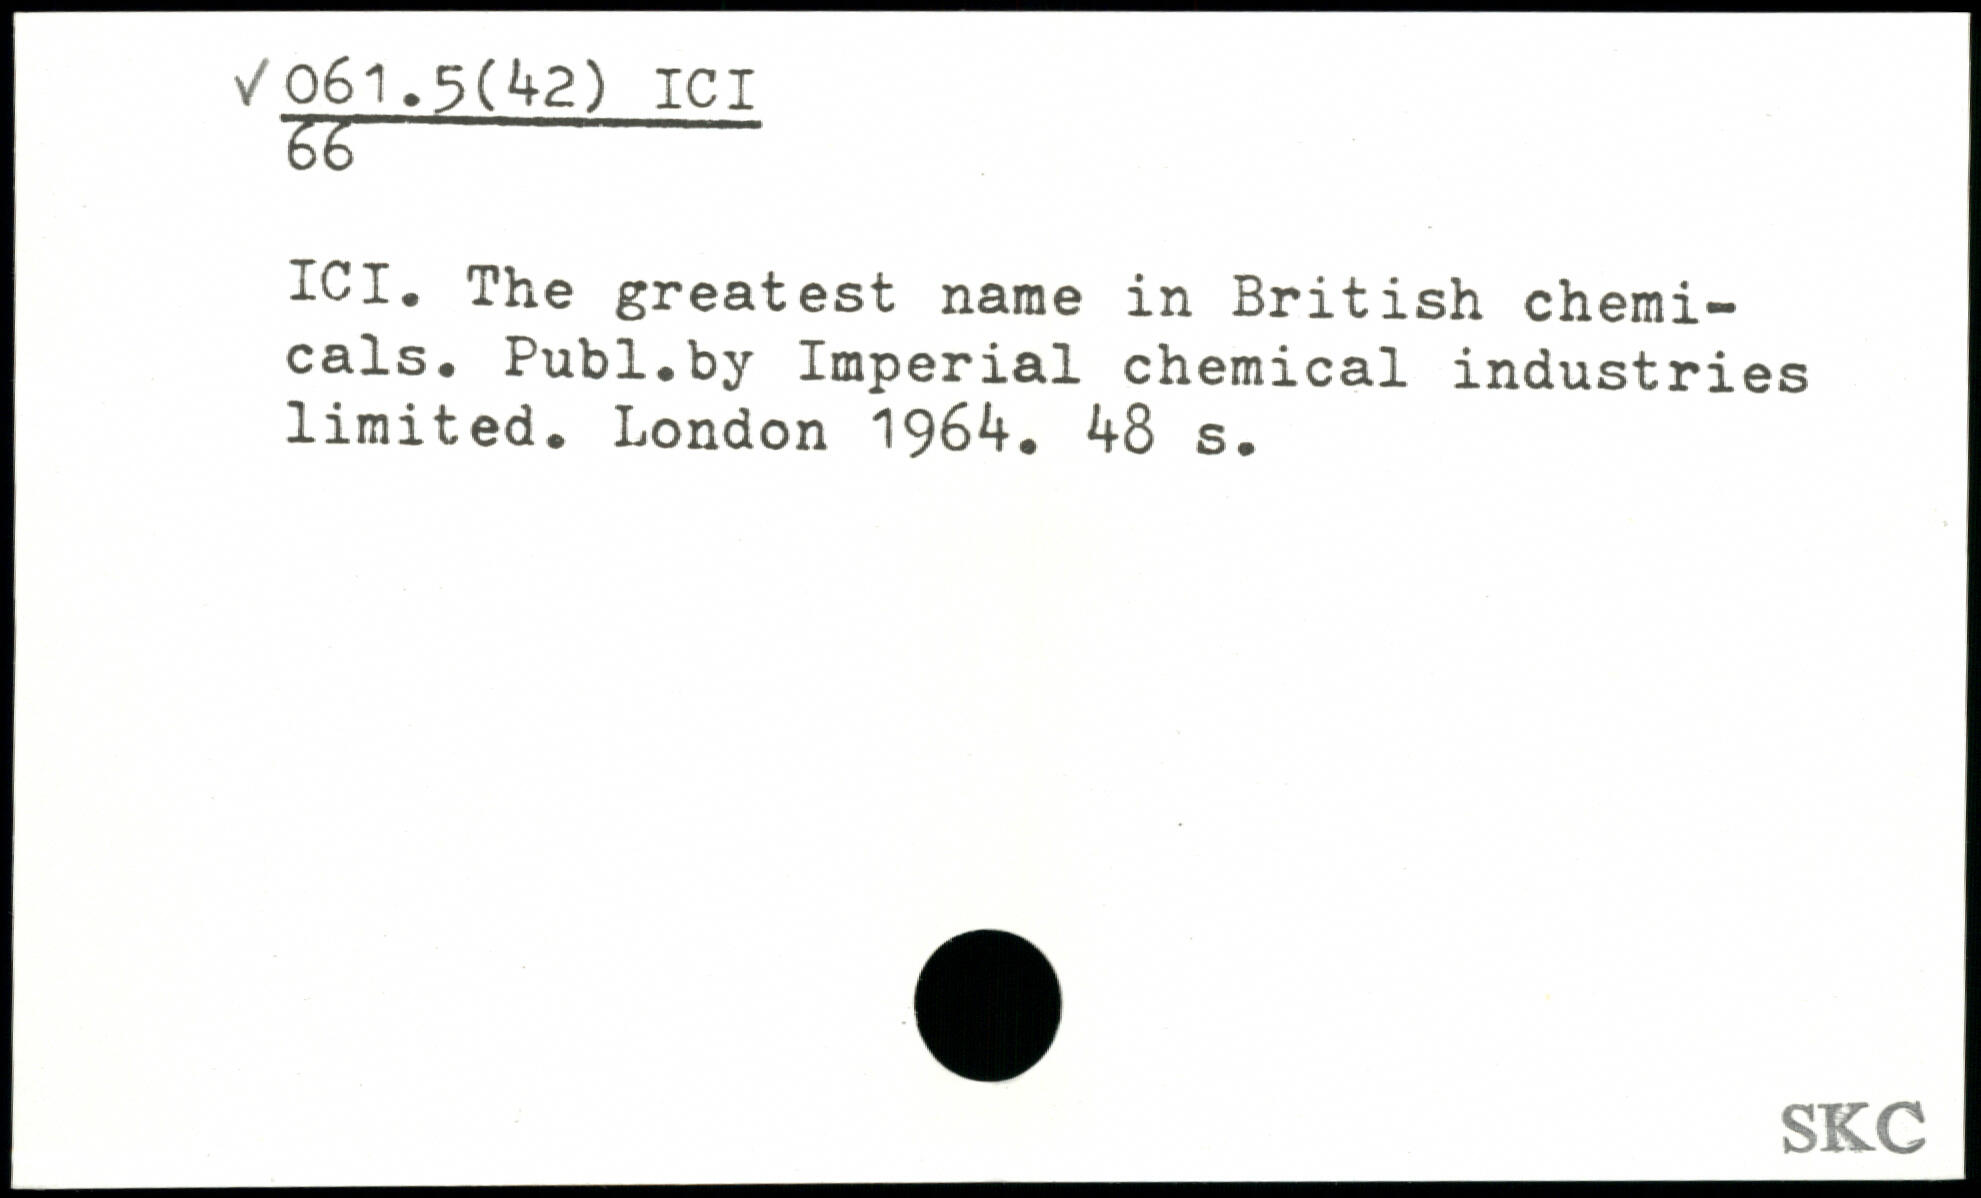 √ 061.5(42) ICI
66
ICI. The greatest name in British chemi-
cals. Publ.by Imperial chemical industries
limited. London 1964. 48 s.
SKC